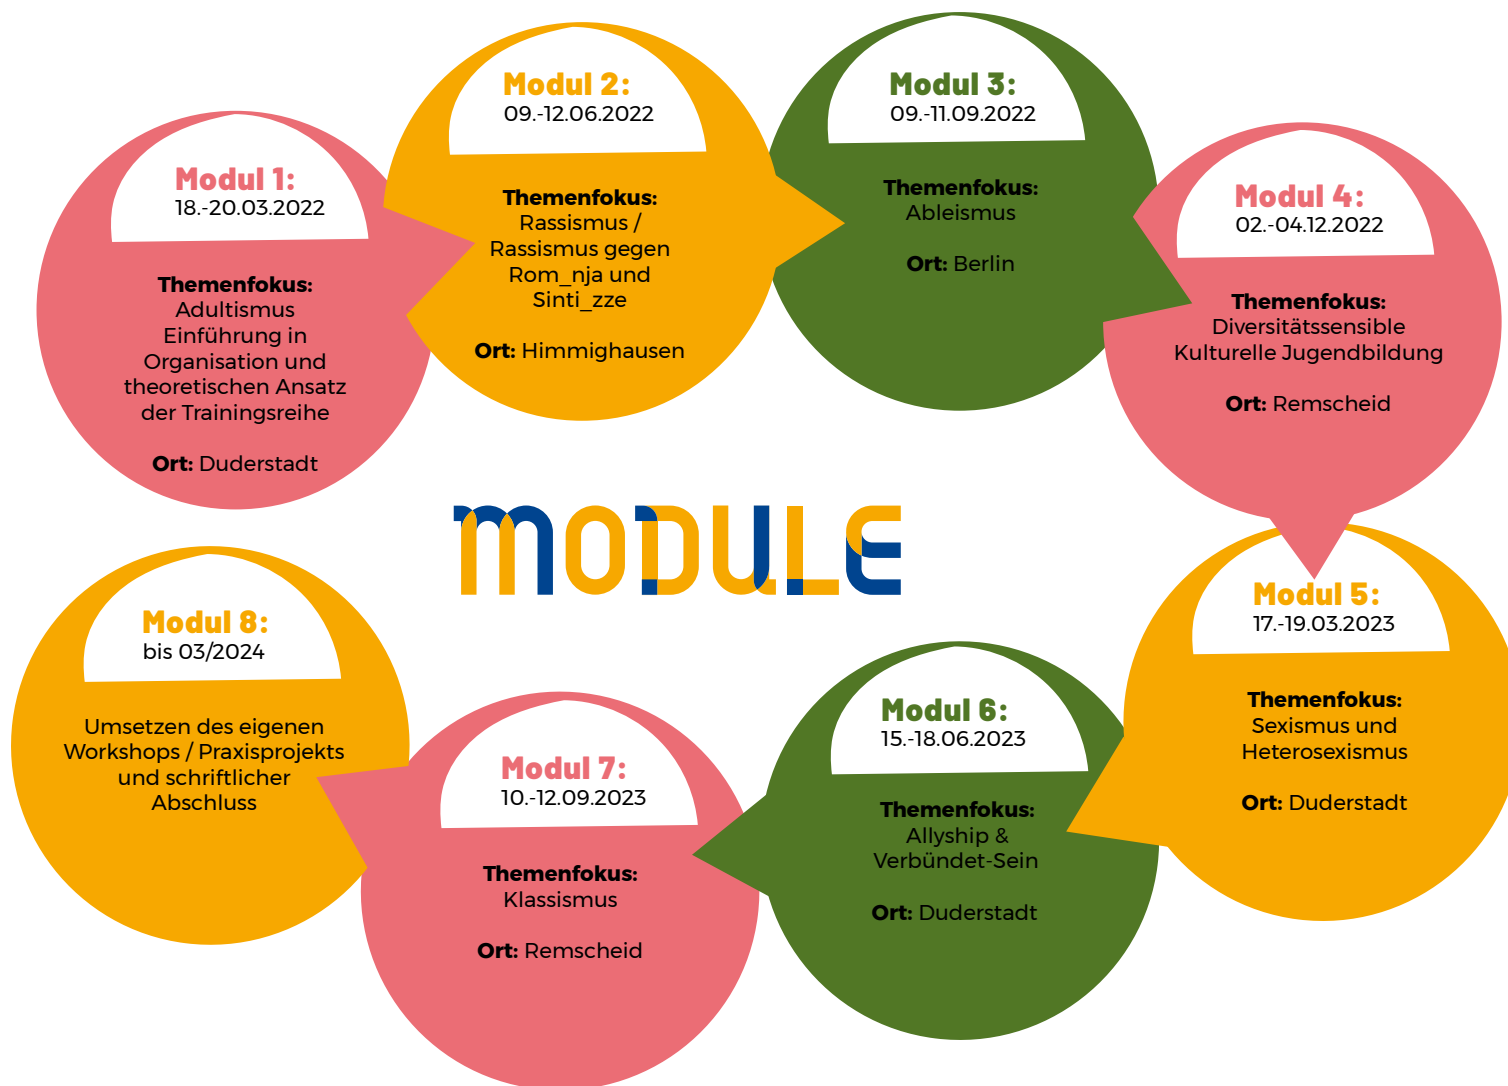 Modul 1:
18.-20.03.2022
Themenfokus:
Adultismus
Einführung in
Organisation und
theoretischen Ansatz
der Trainingsreihe
Ort: Duderstadt
Modul 2:
09.-12.06.2022
Themenfokus:
Rassismus /
Rassismus gegen
Rom_nja und
Sinti_zze
Ort: Himmighausen
Modul 3:
09.-11.09.2022
Themenfokus:
Ableismus
Ort: Berlin
Modul 4:
02.-04.12.2022
Themenfokus:
Diversitätssensible
Kulturelle Jugendbildung
Ort: Remscheid
MODULE
Modul 5:
17.-19.03.2023
Themenfokus:
Sexismus und
Heterosexismus
Ort: Duderstadt
Modul 6:
15.-18.06.2023
Themenfokus:
Allyship &
Verbündet-Sein
Ort: Duderstadt
Modul 7:
10.-12.09.2023
Themenfokus:
Klassismus
Ort: Remscheid
Modul 8:
bis 03/2024
Umsetzen des eigenen
Workshops / Praxisprojekts
und schriftlicher
Abschluss